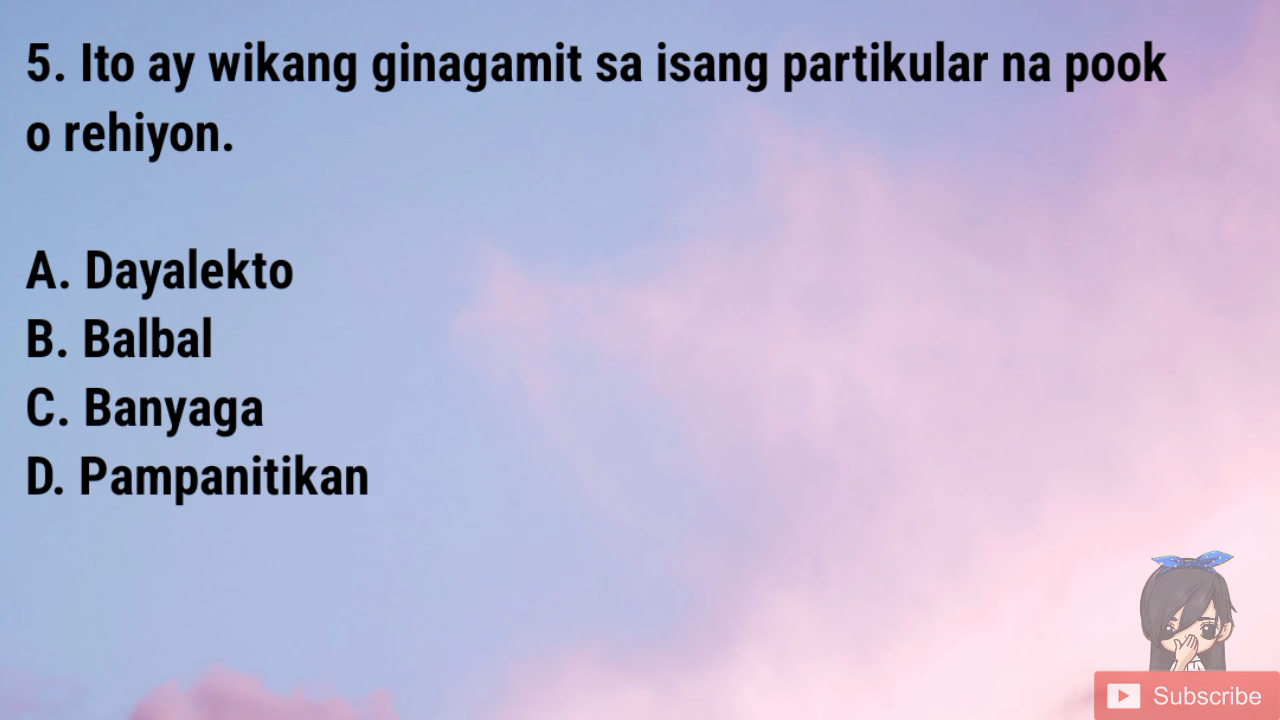 5. Ito ay wikang ginagamit sa isang partikular na pook
o rehiyon.
A. Dayalekto
B. Balbal
C. Banyaga
D. Pampanitikan
Subscribe